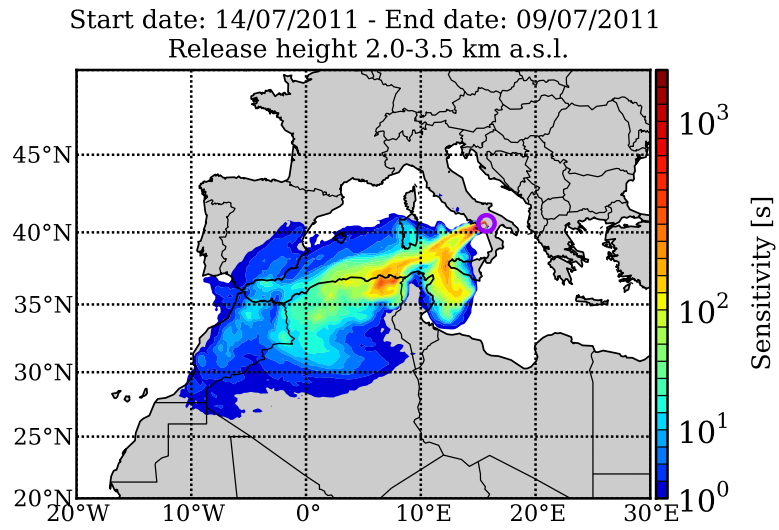 Start date: 14/07/2011 - End date: 09/07/2011
Release height 2.0-3.5 km a.s.l.
45°N
40°N
35°N
30°N
25°N
20°N
20°W
10°W
0°
10°E
20°E
30°E
10³
10²
10¹
10⁰
Sensitivity [s]